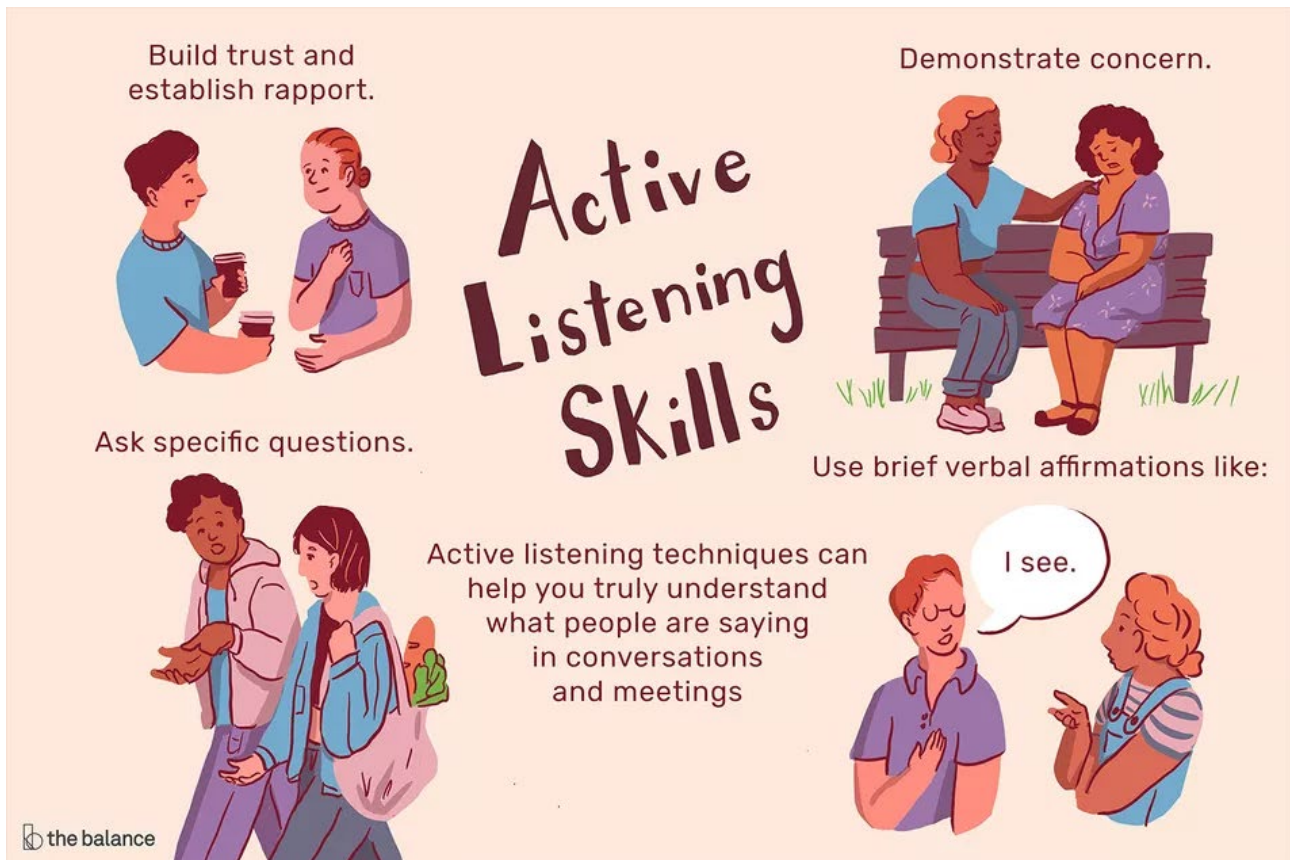 Build trust and
establish rapport.
Demonstrate concern.
Active
Listening
Skills
Ask specific questions.
Use brief verbal affirmations like:
I see.
Active listening techniques can
help you truly understand
what people are saying
in conversations
and meetings
the balance